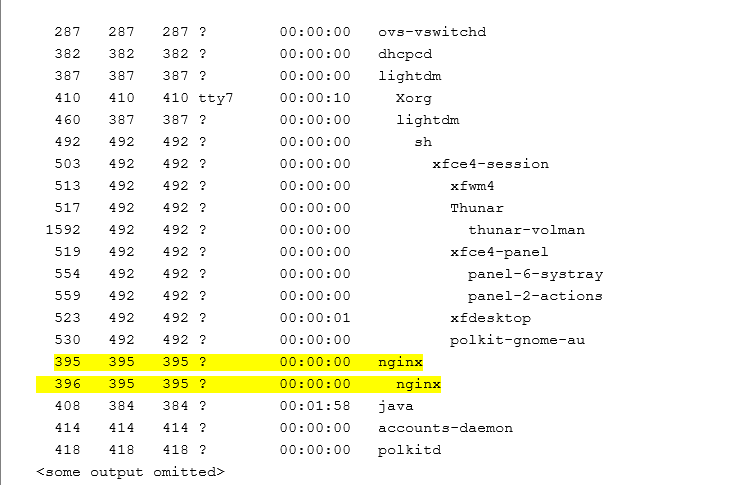 287   287   287 ?        00:00:00   ovs-vswitchd
382   382   382 ?        00:00:00   dhcpcd
387   387   387 ?        00:00:00   lightdm
410   410   410 tty7     00:00:10     Xorg
460   387   387 ?        00:00:00     lightdm
492   492   492 ?        00:00:00       sh
503   492   492 ?        00:00:00         xfce4-session
513   492   492 ?        00:00:00           xfwm4
517   492   492 ?        00:00:00           Thunar
1592   492   492 ?        00:00:00             thunar-volman
519   492   492 ?        00:00:00           xfce4-panel
554   492   492 ?        00:00:00             panel-6-systray
559   492   492 ?        00:00:00             panel-2-actions
523   492   492 ?        00:00:01           xfdesktop
530   492   492 ?        00:00:00           polkit-gnome-au
395   395   395 ?        00:00:00   nginx
396   395   395 ?        00:00:00     nginx
408   384   384 ?        00:01:58   java
414   414   414 ?        00:00:00   accounts-daemon
418   418   418 ?        00:00:00   polkitd
<some output omitted>